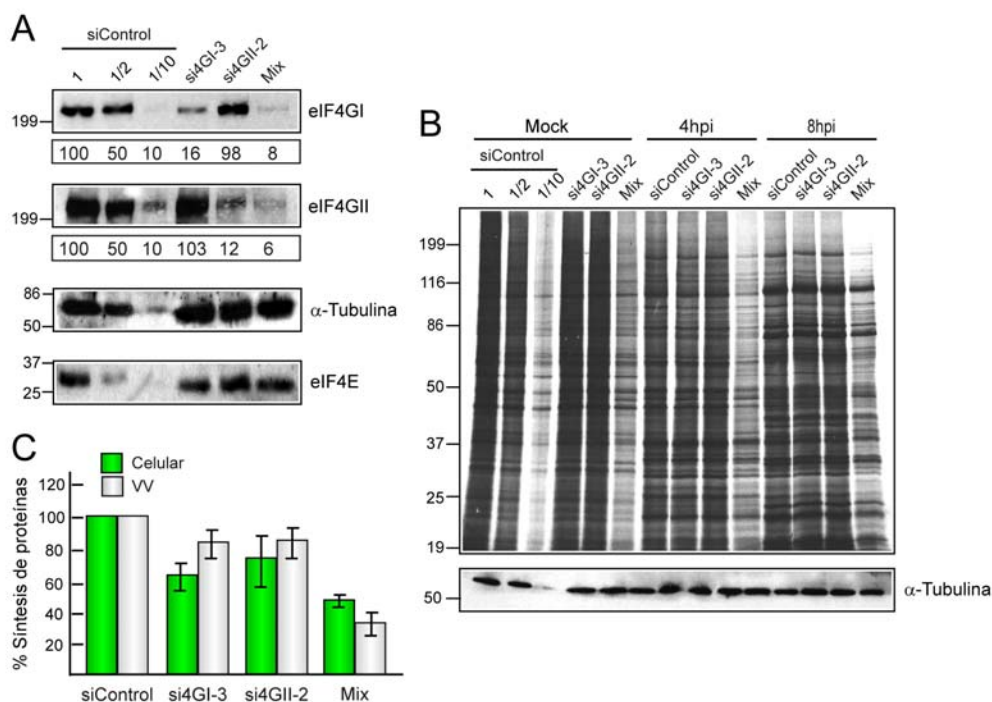 A
siControl
1 1/2 1/10 si4GI-3 si4GII-2 Mix
199 eIF4GI
100 50 10 16 98 8
199 eIF4GII
100 50 10 103 12 6
86
50
α-Tubulina
37
25
eIF4E
B
Mock 4hpi 8hpi
siControl
1 1/2 1/10 si4GI-3 si4GII-2 Mix siControl si4GI-3 si4GII-2 Mix siControl si4GI-3 si4GII-2 Mix
199
116
86
50
37
25
19
50 α-Tubulina
C
Celular
VV
% Síntesis de proteínas
120
100
80
60
40
20
siControl si4GI-3 si4GII-2 Mix